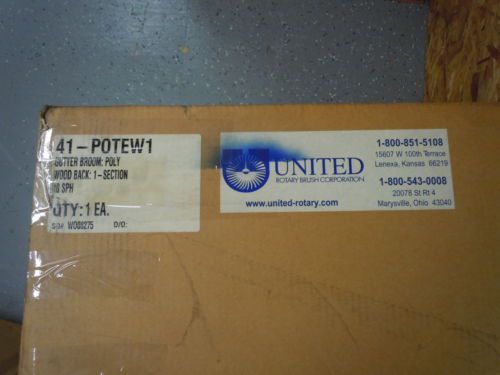 41-POTEW1
GUTTER BROOM: POLY
WOOD BACK: 1-SECTION
SPH
QTY: 1 EA.
SO# WO88275 D/O:
UNITED
ROTARY BRUSH CORPORATION
www.united-rotary.com
1-800-851-5108
15607 W 100th Terrace
Lenexa, Kansas 66219
1-800-543-0008
20078 St Rt 4
Marysville, Ohio 43040